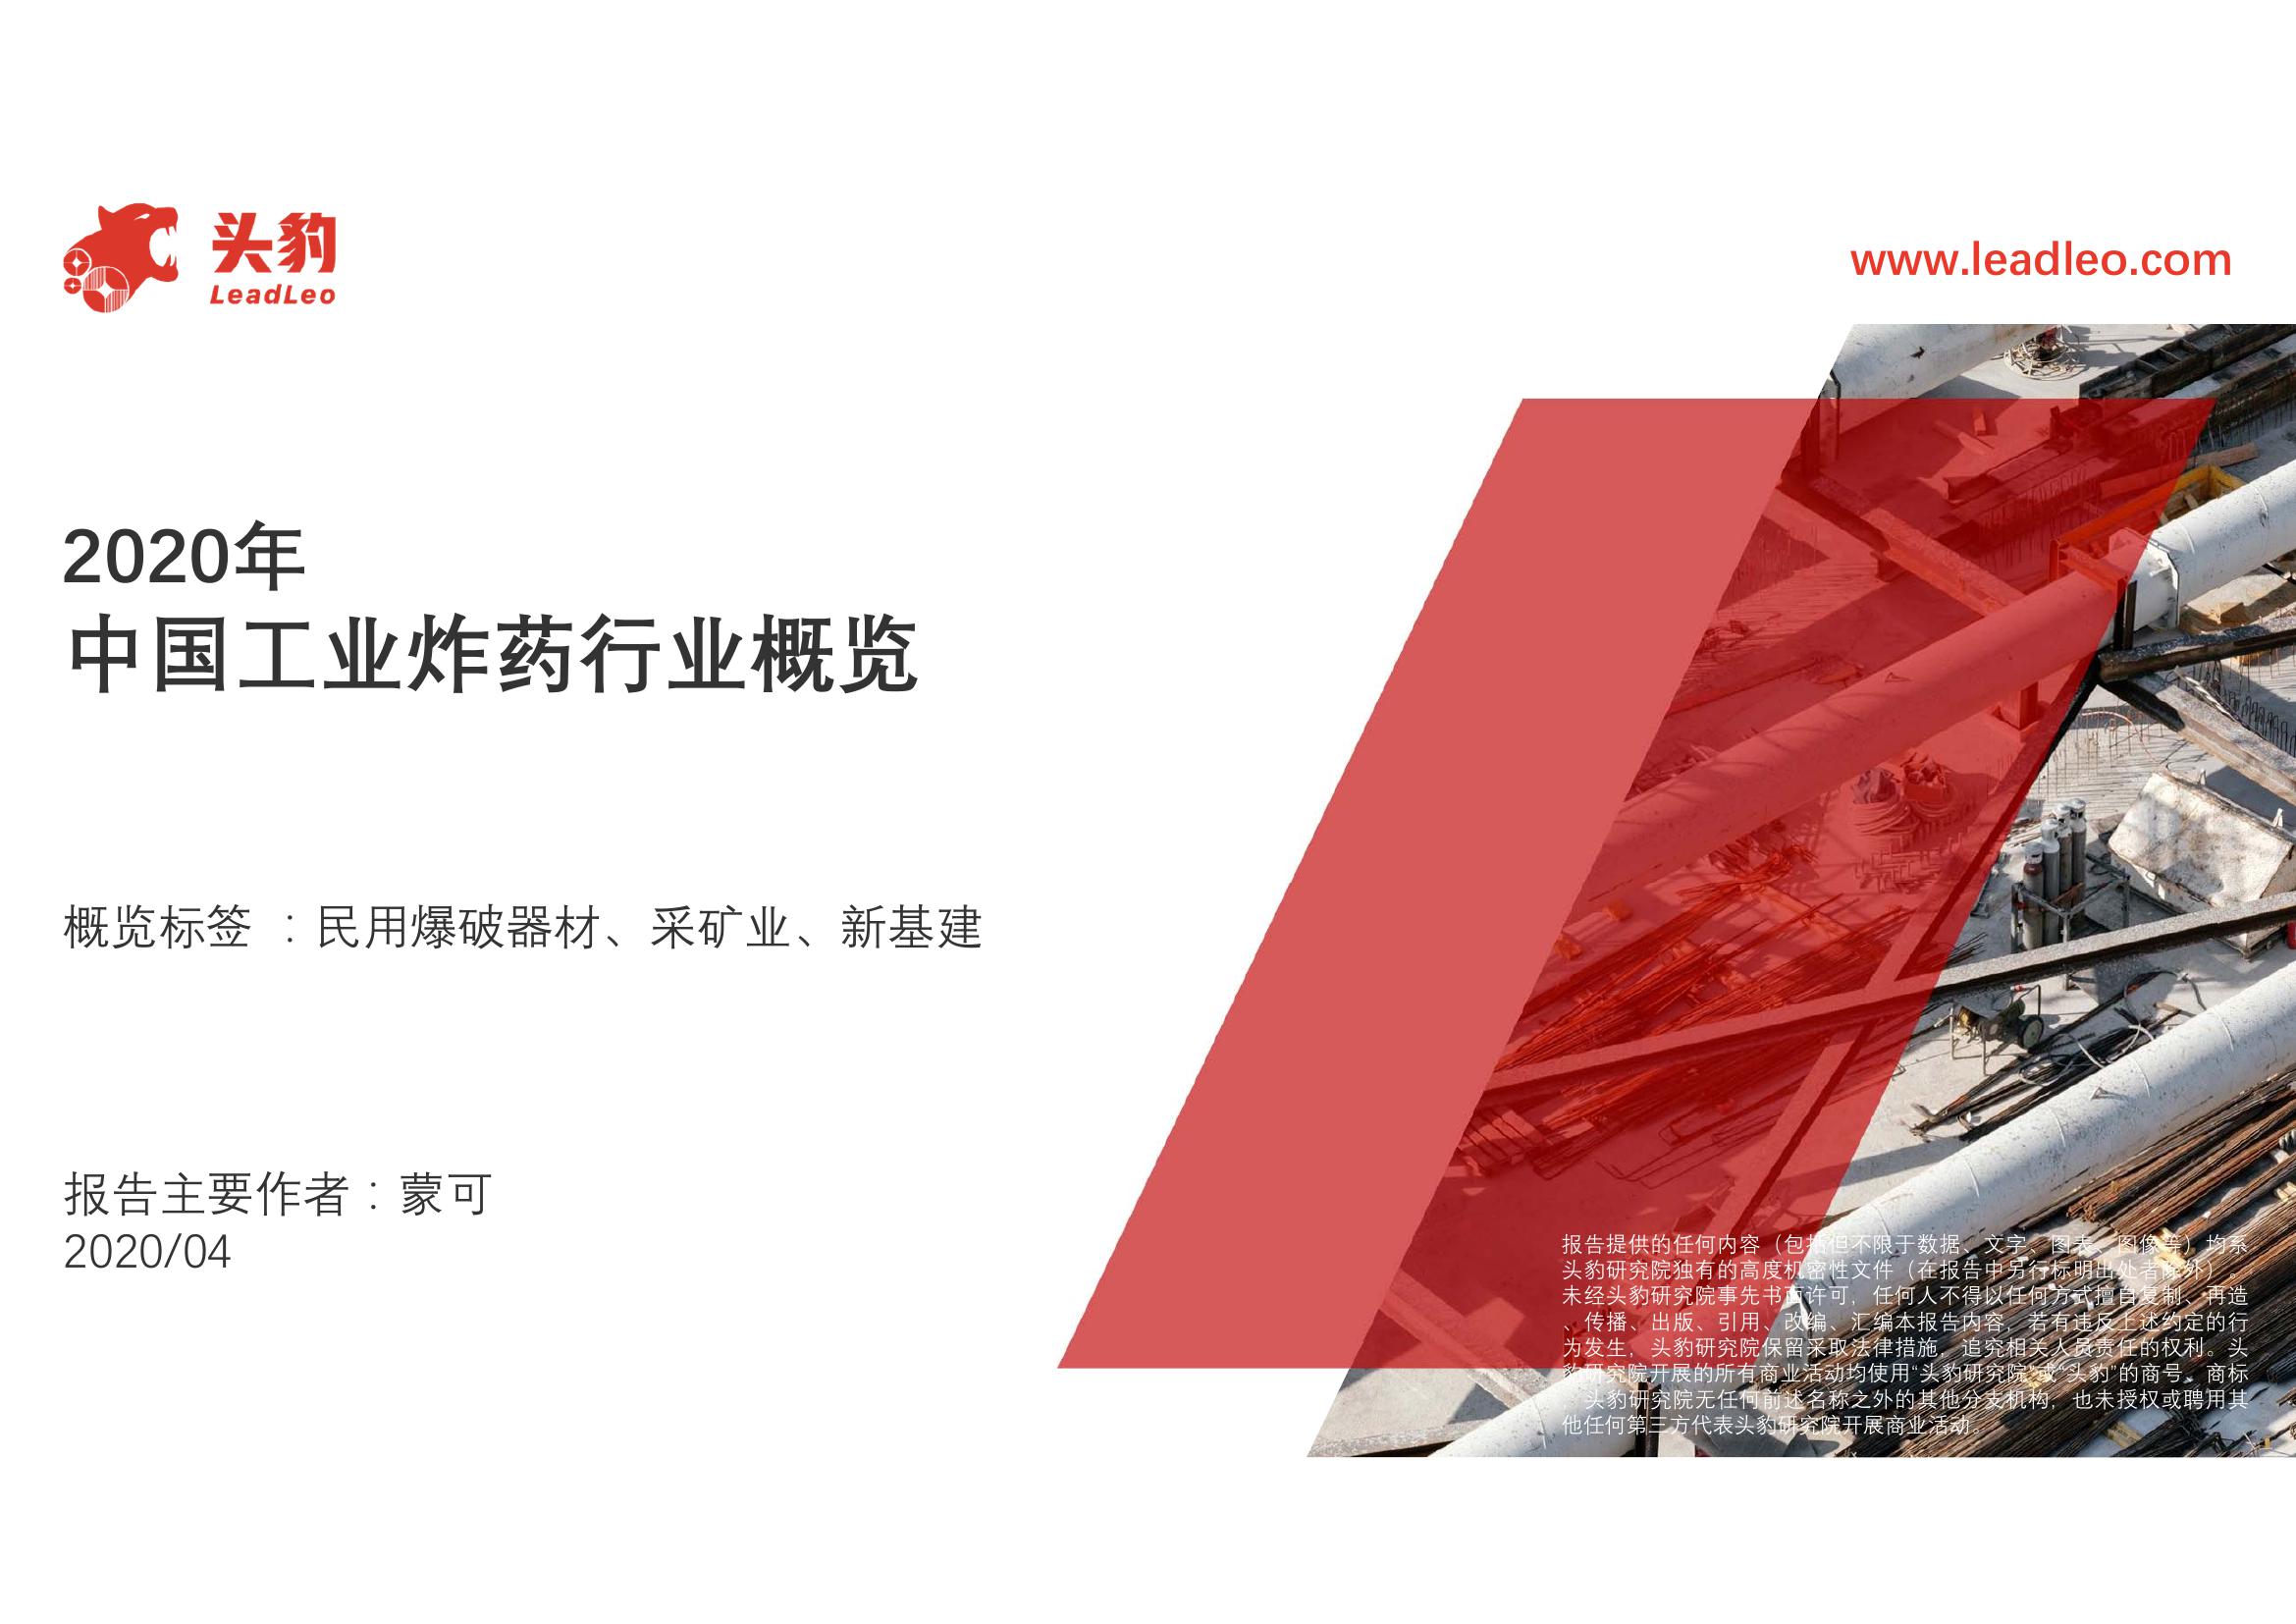 头豹
LeadLeo
www.leadleo.com
2020年
中国工业炸药行业概览
概览标签 ：民用爆破器材、采矿业、新基建
报告主要作者：蒙可
2020/04
报告提供的任何内容（包括但不限于数据、文字、图表、图像等）均系
头豹研究院独有的高度机密性文件（在报告中另行标明出处者除外）。
未经头豹研究院事先书面许可，任何人不得以任何方式擅自复制、再造
、传播、出版、引用、改编、汇编本报告内容，若有违反上述约定的行
为发生，头豹研究院保留采取法律措施，追究相关人员责任的权利。头
豹研究院开展的所有商业活动均使用“头豹研究院”或“头豹”的商号、商标
，头豹研究院无任何前述名称之外的其他分支机构，也未授权或聘用其
他任何第三方代表头豹研究院开展商业活动。